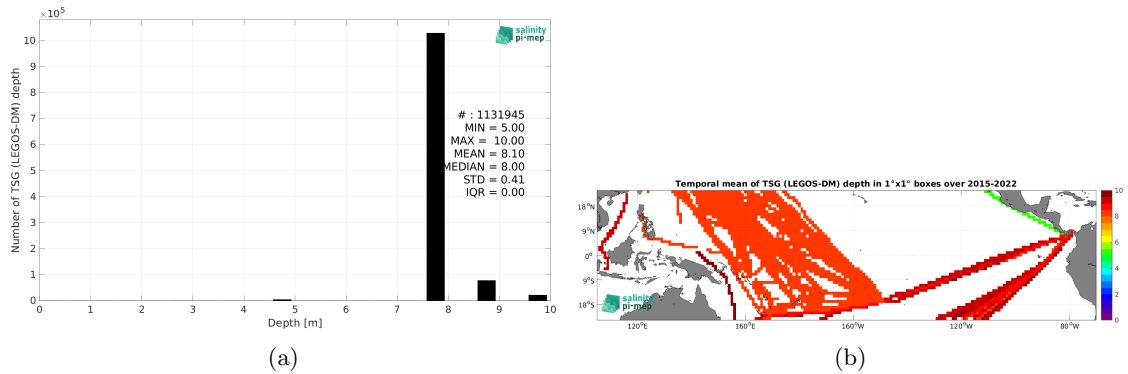 ×10⁵
10
9
8
7
6
5
4
3
2
1
0
Number of TSG (LEGOS-DM) depth
salinity
pi-mep
# : 1131945
MIN = 5.00
MAX = 10.00
MEAN = 8.10
MEDIAN = 8.00
STD = 0.41
IQR = 0.00
0 1 2 3 4 5 6 7 8 9 10
Depth [m]
(a)
Temporal mean of TSG (LEGOS-DM) depth in 1°x1° boxes over 2015-2022
18°N
9°N
0°
9°S
18°S
salinity
pi-mep
120°E 160°E 160°W 120°W 80°W
10
8
6
4
2
0
(b)